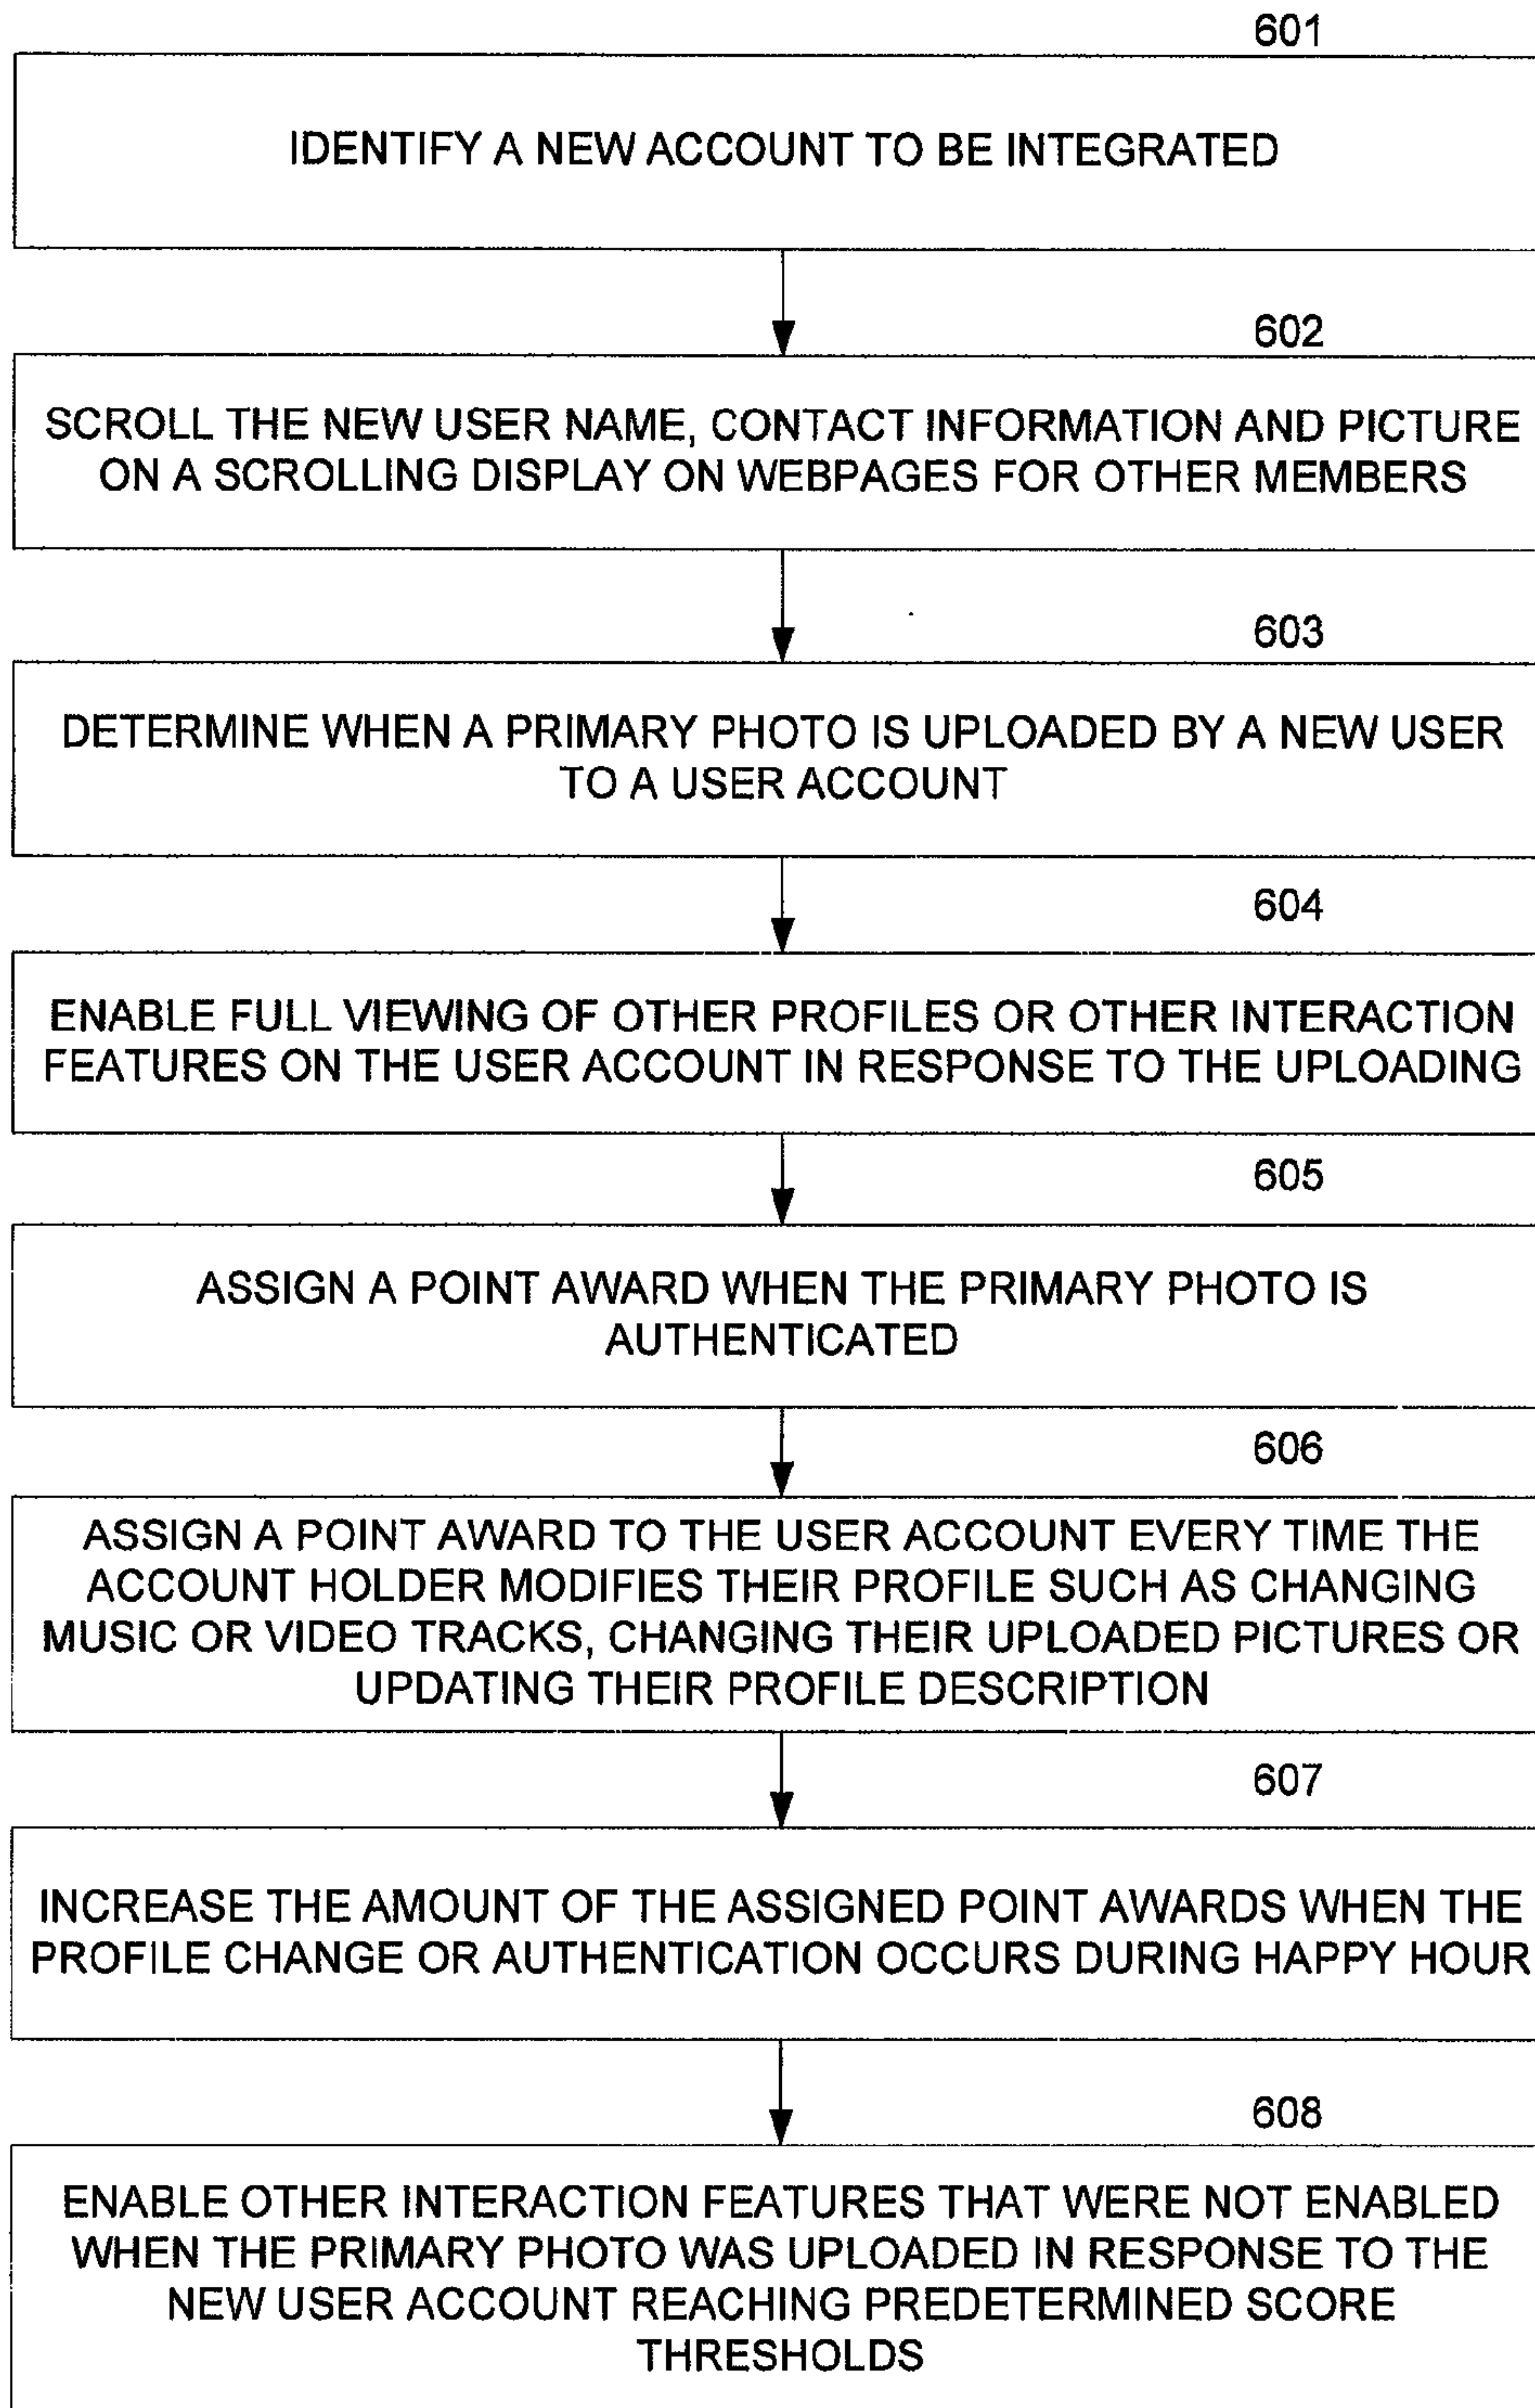 601
IDENTIFY A NEW ACCOUNT TO BE INTEGRATED
602
SCROLL THE NEW USER NAME, CONTACT INFORMATION AND PICTURE
ON A SCROLLING DISPLAY ON WEBPAGES FOR OTHER MEMBERS
603
DETERMINE WHEN A PRIMARY PHOTO IS UPLOADED BY A NEW USER
TO A USER ACCOUNT
604
ENABLE FULL VIEWING OF OTHER PROFILES OR OTHER INTERACTION
FEATURES ON THE USER ACCOUNT IN RESPONSE TO THE UPLOADING
605
ASSIGN A POINT AWARD WHEN THE PRIMARY PHOTO IS
AUTHENTICATED
606
ASSIGN A POINT AWARD TO THE USER ACCOUNT EVERY TIME THE
ACCOUNT HOLDER MODIFIES THEIR PROFILE SUCH AS CHANGING
MUSIC OR VIDEO TRACKS, CHANGING THEIR UPLOADED PICTURES OR
UPDATING THEIR PROFILE DESCRIPTION
607
INCREASE THE AMOUNT OF THE ASSIGNED POINT AWARDS WHEN THE
PROFILE CHANGE OR AUTHENTICATION OCCURS DURING HAPPY HOUR
608
ENABLE OTHER INTERACTION FEATURES THAT WERE NOT ENABLED
WHEN THE PRIMARY PHOTO WAS UPLOADED IN RESPONSE TO THE
NEW USER ACCOUNT REACHING PREDETERMINED SCORE
THRESHOLDS